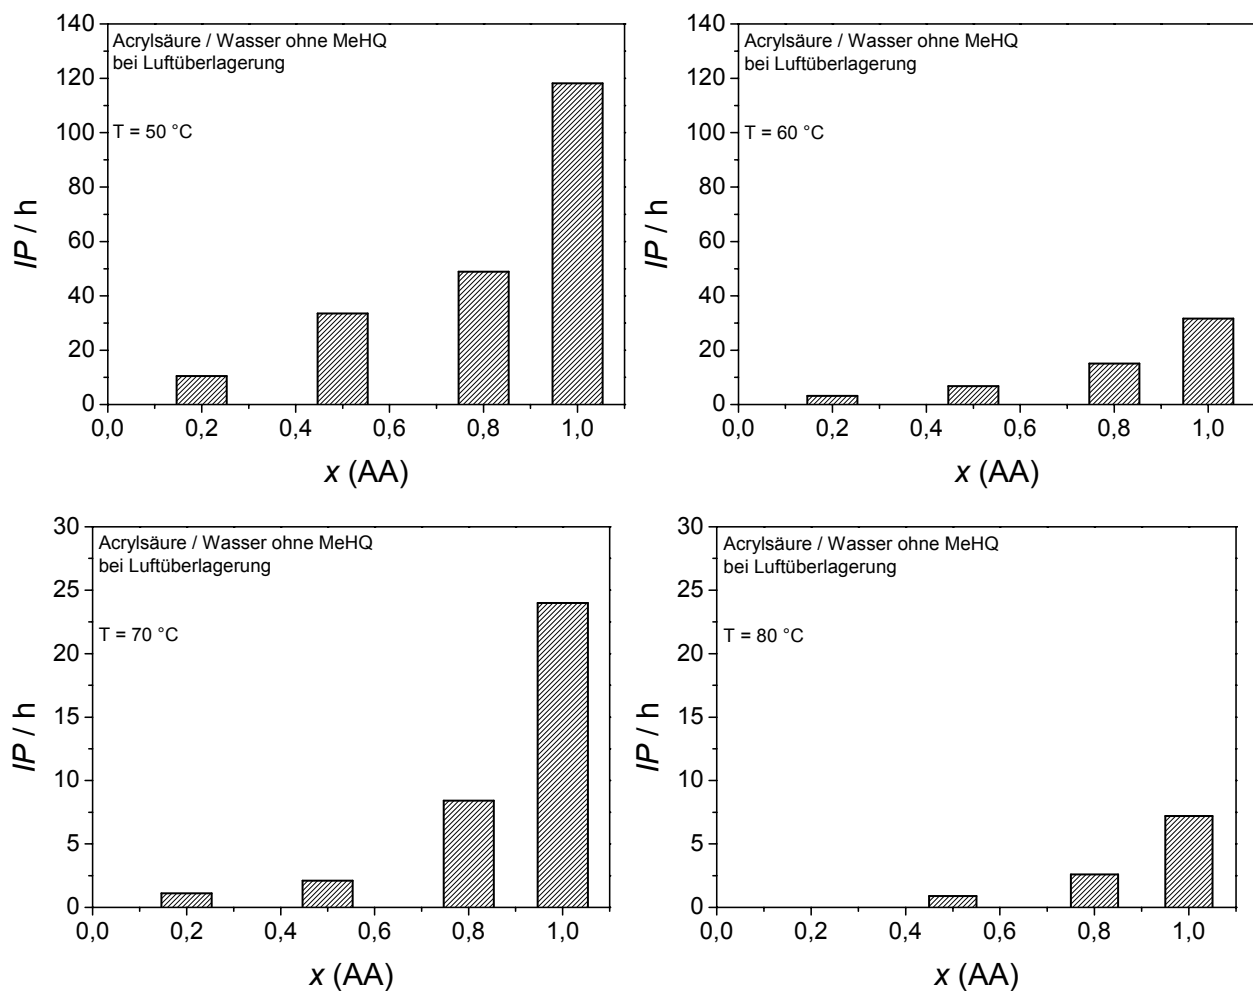 140
120
100
80
60
40
20
0
IP / h
Acrylsäure / Wasser ohne MeHQ
bei Luftüberlagerung
T = 50 °C
0,0 0,2 0,4 0,6 0,8 1,0
x (AA)
140
120
100
80
60
40
20
0
IP / h
Acrylsäure / Wasser ohne MeHQ
bei Luftüberlagerung
T = 60 °C
0,0 0,2 0,4 0,6 0,8 1,0
x (AA)
30
25
20
15
10
5
0
IP / h
Acrylsäure / Wasser ohne MeHQ
bei Luftüberlagerung
T = 70 °C
0,0 0,2 0,4 0,6 0,8 1,0
x (AA)
30
25
20
15
10
5
0
IP / h
Acrylsäure / Wasser ohne MeHQ
bei Luftüberlagerung
T = 80 °C
0,0 0,2 0,4 0,6 0,8 1,0
x (AA)